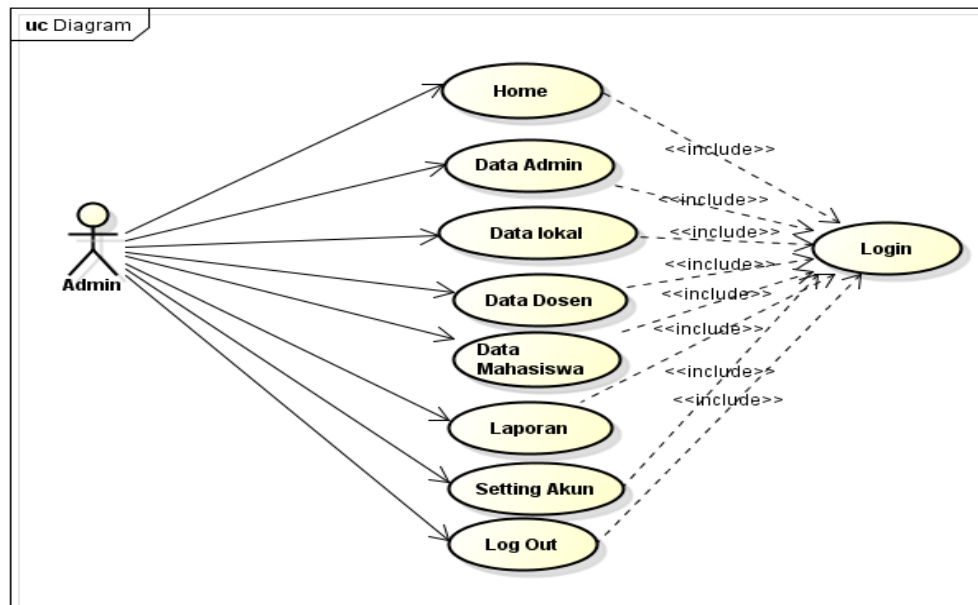 uc Diagram
Home
<<include>>
Data Admin
<<include>>
Data lokal
<<include>>
Login
Admin
<<include>>
Data Dosen
<<include>>
Data
Mahasiswa
<<include>>
<<include>>
Laporan
<<include>>
Setting Akun
Log Out